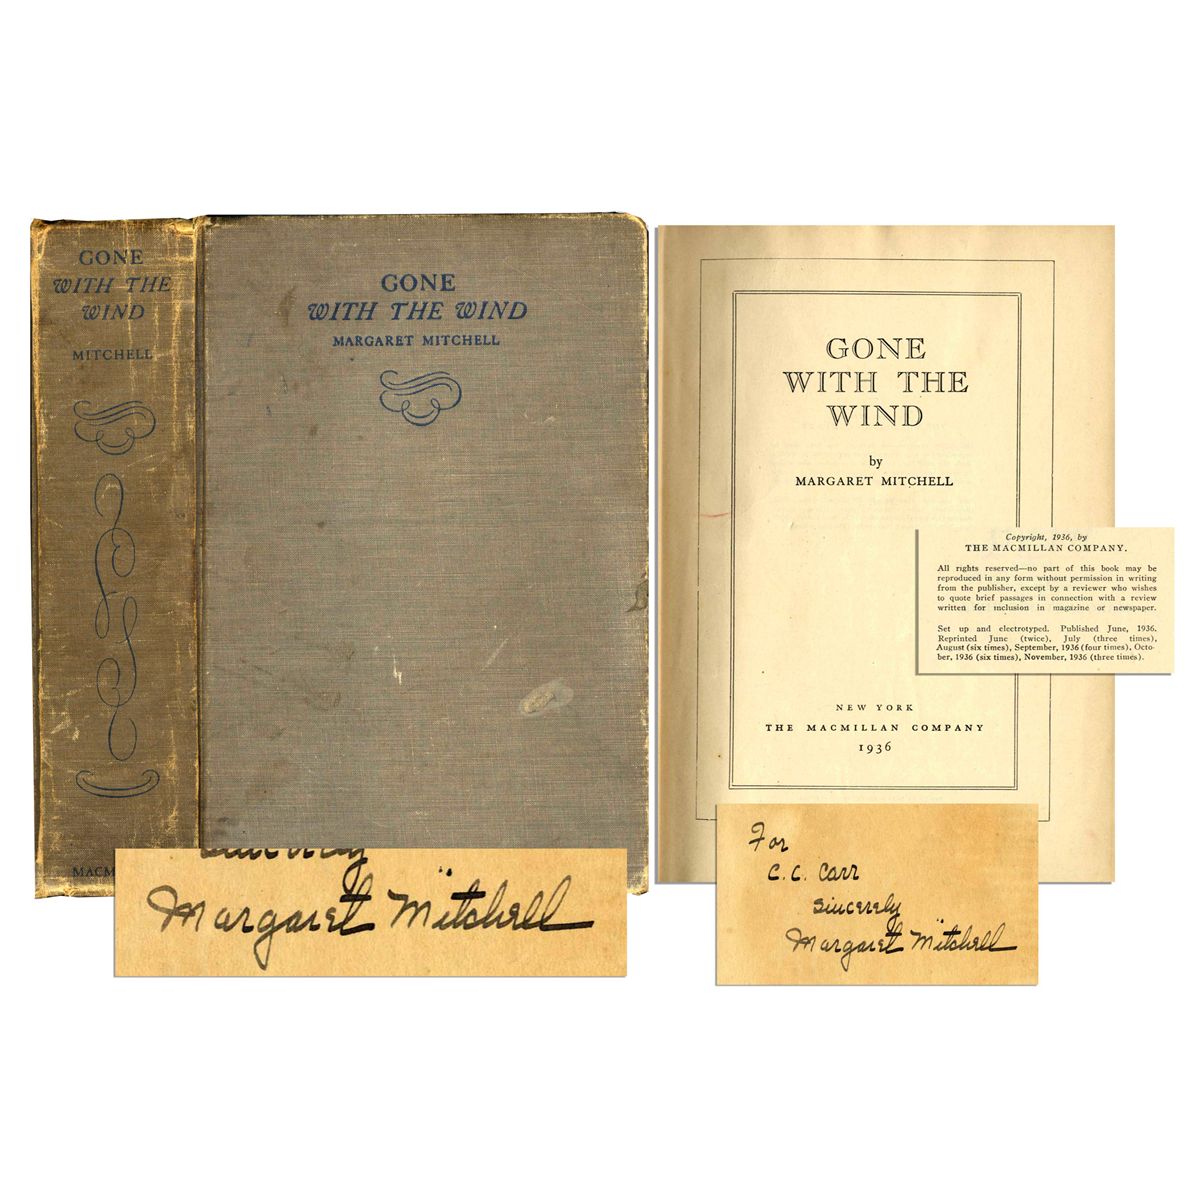 GONE
WITH THE
WIND
MITCHELL
GONE
WITH THE WIND
MARGARET MITCHELL
Margaret Mitchell
GONE
WITH THE
WIND
by
MARGARET MITCHELL
Copyright, 1936, by
THE MACMILLAN COMPANY.
All rights reserved—no part of this book may be
reproduced in any form without permission in writing
from the publisher, except by a reviewer who wishes
to quote brief passages in connection with a review
written for inclusion in magazine or newspaper.
Set up and electrotyped. Published June, 1936.
Reprinted June (twice), July (three times),
August (six times), September, 1936 (four times), Octo-
ber, 1936 (six times), November, 1936 (three times).
NEW YORK
THE MACMILLAN COMPANY
1936
For
C. C. Carr
Sincerely
Margaret Mitchell